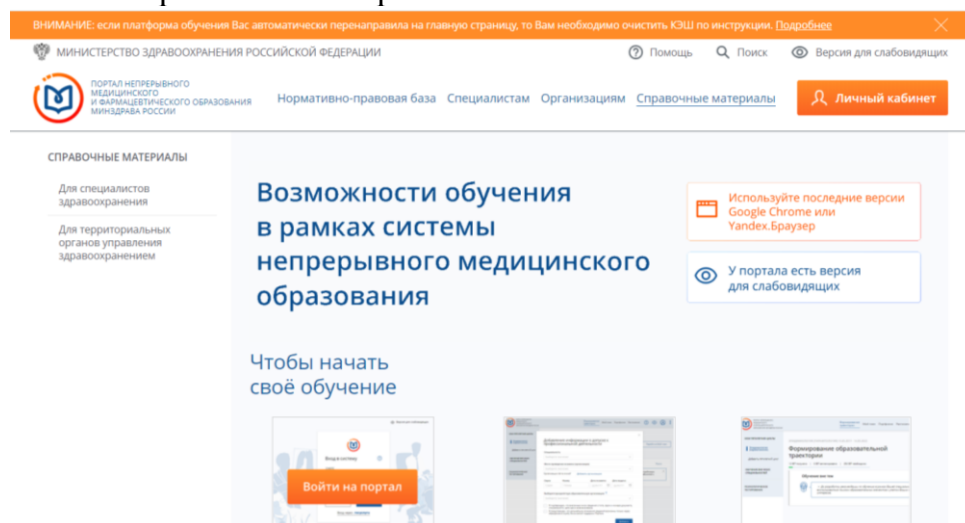 ВНИМАНИЕ: если платформа обучения Вас автоматически перенаправила на главную страницу, то Вам необходимо очистить КЭШ по инструкции. Подробнее
МИНИСТЕРСТВО ЗДРАВООХРАНЕНИЯ РОССИЙСКОЙ ФЕДЕРАЦИИ
Помощь
Поиск
Версия для слабовидящих
ПОРТАЛ НЕПРЕРЫВНОГО
МЕДИЦИНСКОГО
И ФАРМАЦЕВТИЧЕСКОГО ОБРАЗОВАНИЯ
МИНЗДРАВА РОССИИ
Нормативно-правовая база Специалистам Организациям Справочные материалы
Личный кабинет
СПРАВОЧНЫЕ МАТЕРИАЛЫ
Для специалистов
здравоохранения
Для территориальных
органов управления
здравоохранением
Возможности обучения
в рамках системы
непрерывного медицинского
образования
Используйте последние версии
Google Chrome или
Yandex.Браузер
У портала есть версия
для слабовидящих
Чтобы начать
своё обучение
Вход в систему
Войти на портал
Формирование образовательной
траектории